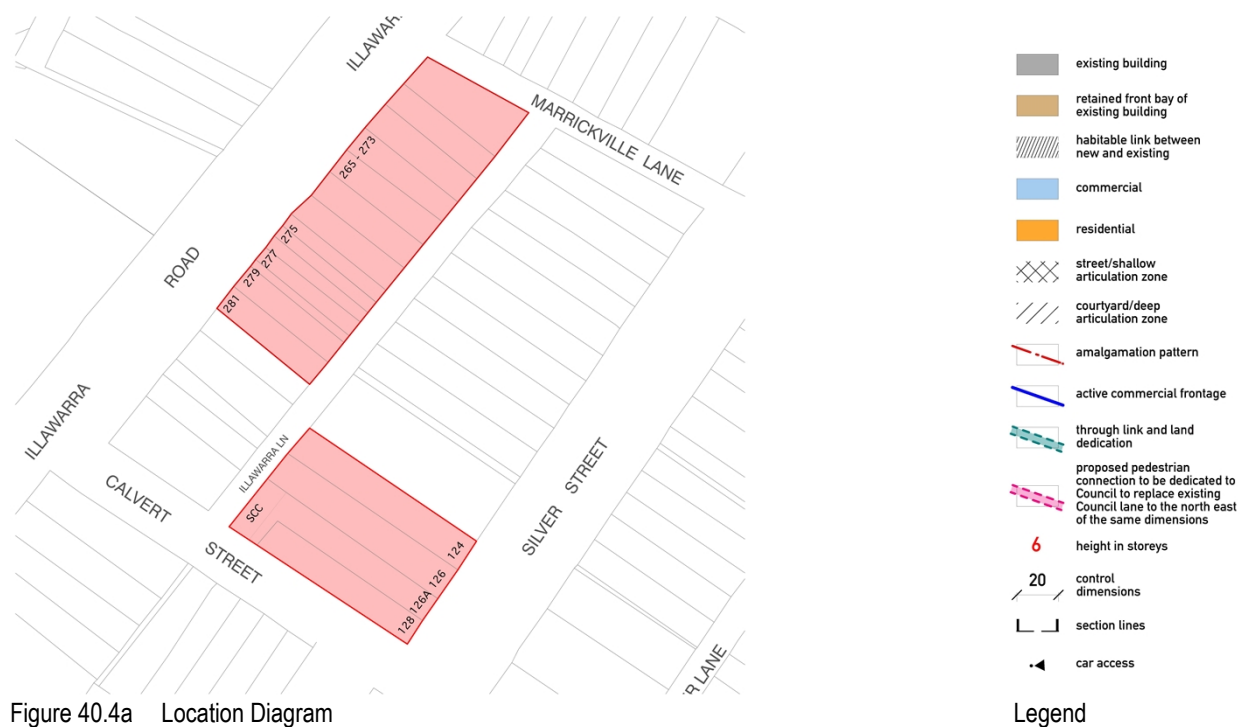 ILLAWARRA
MARRICKVILLE LANE
265 - 273
275
277
279
281
ROAD
ILLAWARRA
ILLAWARRA LN
CALVERT
STREET
SCC
SILVER STREET
124
126
126A
128
ER LANE
existing building
retained front bay of
existing building
habitable link between
new and existing
commercial
residential
street/shallow
articulation zone
courtyard/deep
articulation zone
amalgamation pattern
active commercial frontage
through link and land
dedication
proposed pedestrian
connection to be dedicated to
Council to replace existing
Council lane to the north east
of the same dimensions
6 height in storeys
20 control
dimensions
section lines
car access
Figure 40.4a Location Diagram
Legend